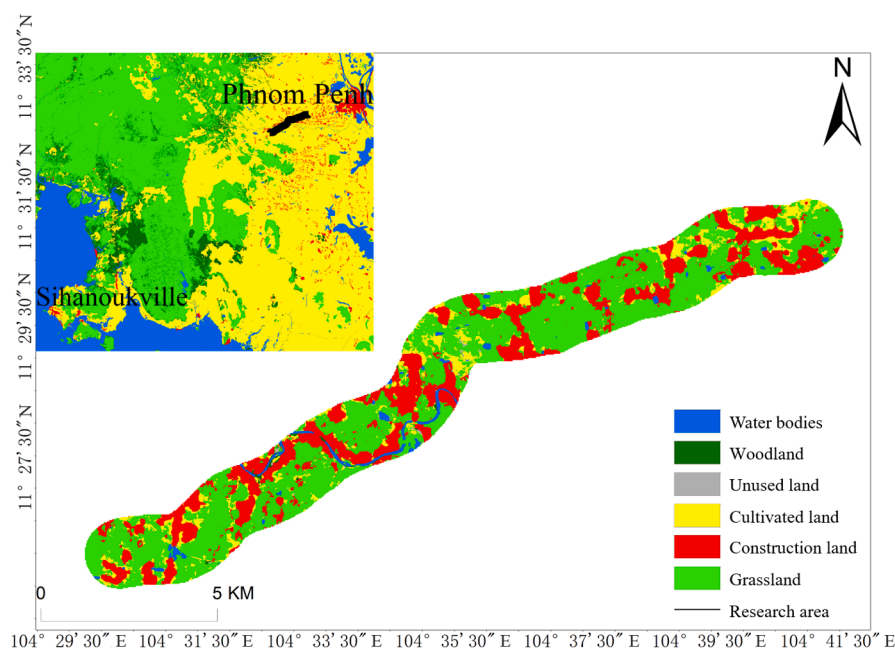 N
Phnom Penh
Sihanoukville
11° 33′30″N
11° 31′30″N
11° 29′30″N
11° 27′30″N
Water bodies
Woodland
Unused land
Cultivated land
Construction land
Grassland
Research area
0 5 KM
104° 29′30″E 104° 31′30″E 104° 33′30″E 104° 35′30″E 104° 37′30″E 104° 39′30″E 104° 41′30″E